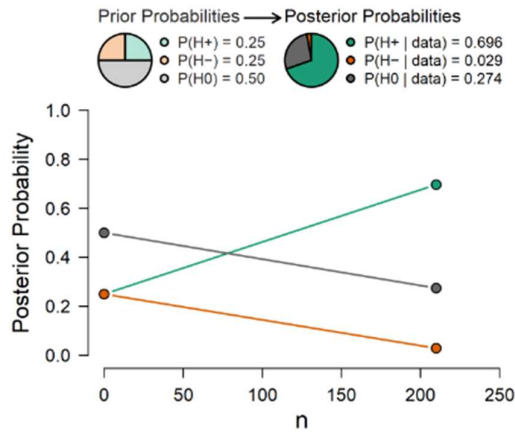 Prior Probabilities → Posterior Probabilities
P(H+) = 0.25
P(H−) = 0.25
P(H0) = 0.50
P(H+ | data) = 0.696
P(H− | data) = 0.029
P(H0 | data) = 0.274
Posterior Probability
1.0
0.8
0.6
0.4
0.2
0.0
0 50 100 150 200 250
n